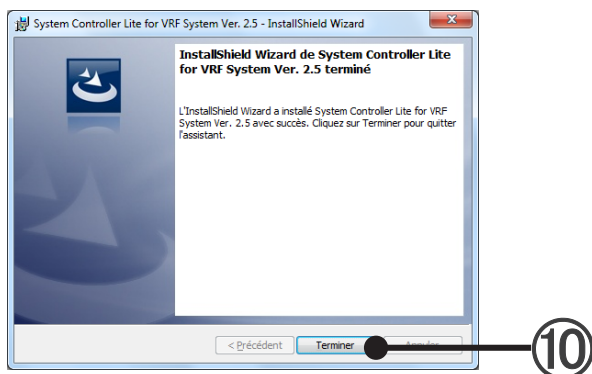 System Controller Lite for VRF System Ver. 2.5 - InstallShield Wizard
InstallShield Wizard de System Controller Lite
for VRF System Ver. 2.5 terminé
L'InstallShield Wizard a installé System Controller Lite for VRF
System Ver. 2.5 avec succès. Cliquez sur Terminer pour quitter
l'assistant.
< Précédent Terminer Annuler
⑩